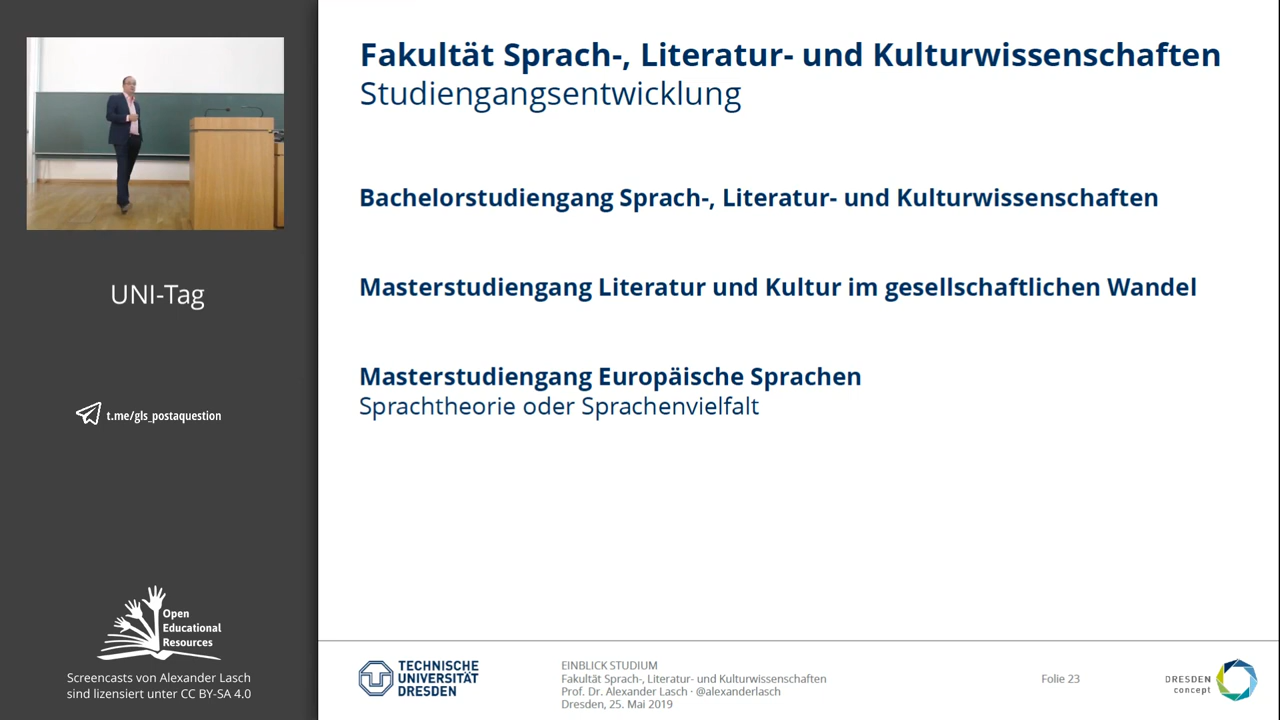 Fakultät Sprach-, Literatur- und Kulturwissenschaften
Studiengangsentwicklung
Bachelorstudiengang Sprach-, Literatur- und Kulturwissenschaften
Masterstudiengang Literatur und Kultur im gesellschaftlichen Wandel
Masterstudiengang Europäische Sprachen
Sprachtheorie oder Sprachenvielfalt
UNI-Tag
t.me/gls_postaquestion
Open
Educational
Resources
Screencasts von Alexander Lasch
sind lizensiert unter CC BY-SA 4.0
TECHNISCHE
UNIVERSITÄT
DRESDEN
EINBLICK STUDIUM
Fakultät Sprach-, Literatur- und Kulturwissenschaften
Prof. Dr. Alexander Lasch · @alexanderlasch
Dresden, 25. Mai 2019
Folie 23
DRESDEN
concept